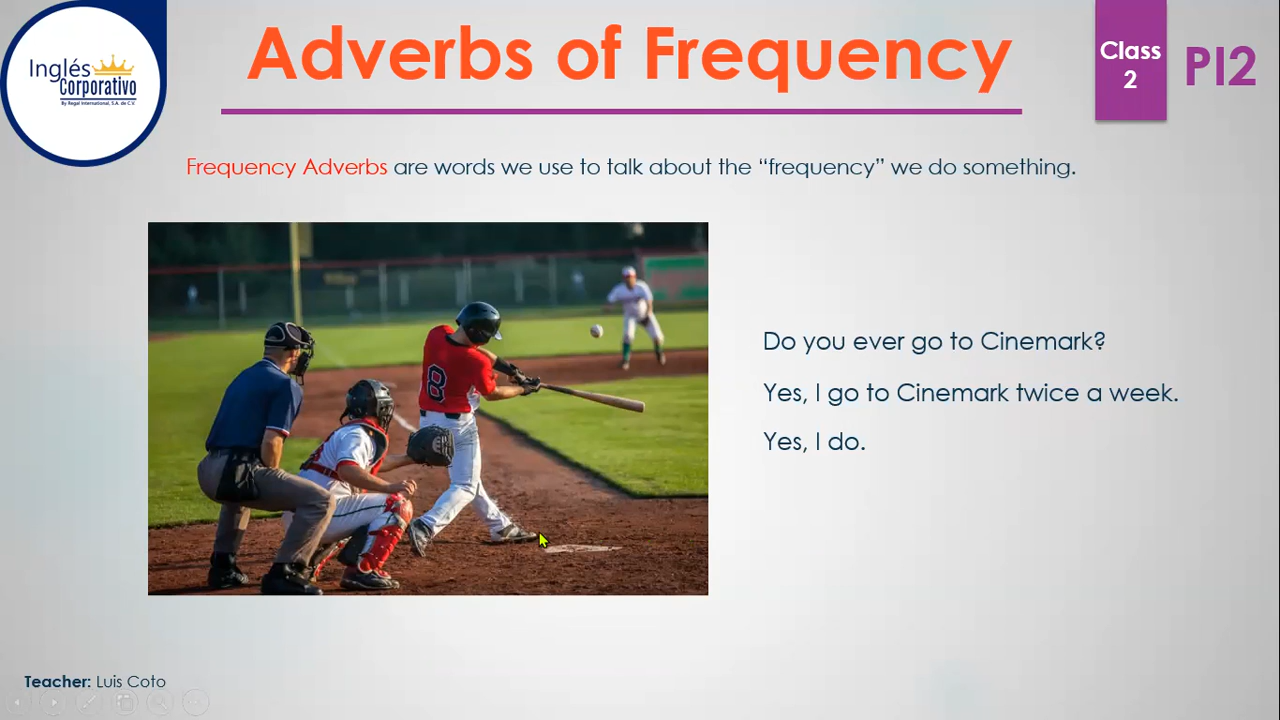 Inglés
Corporativo
By Regal International, S.A. de C.V.
Adverbs of Frequency
Class
2
PI2
Frequency Adverbs are words we use to talk about the “frequency” we do something.
8
Do you ever go to Cinemark?
Yes, I go to Cinemark twice a week.
Yes, I do.
Teacher: Luis Coto